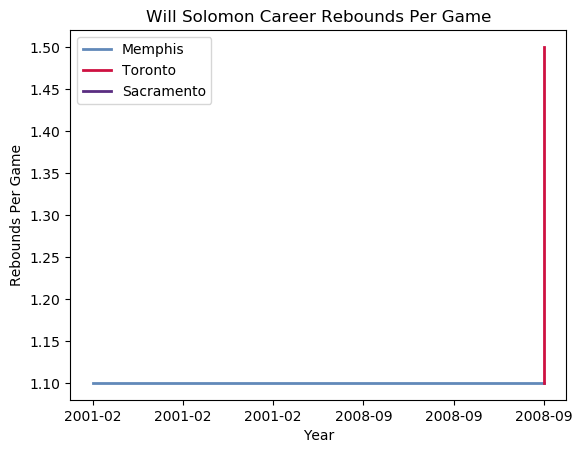 Will Solomon Career Rebounds Per Game
Memphis
Toronto
Sacramento
Rebounds Per Game
1.50
1.45
1.40
1.35
1.30
1.25
1.20
1.15
1.10
2001-02 2001-02 2001-02 2008-09 2008-09 2008-09
Year